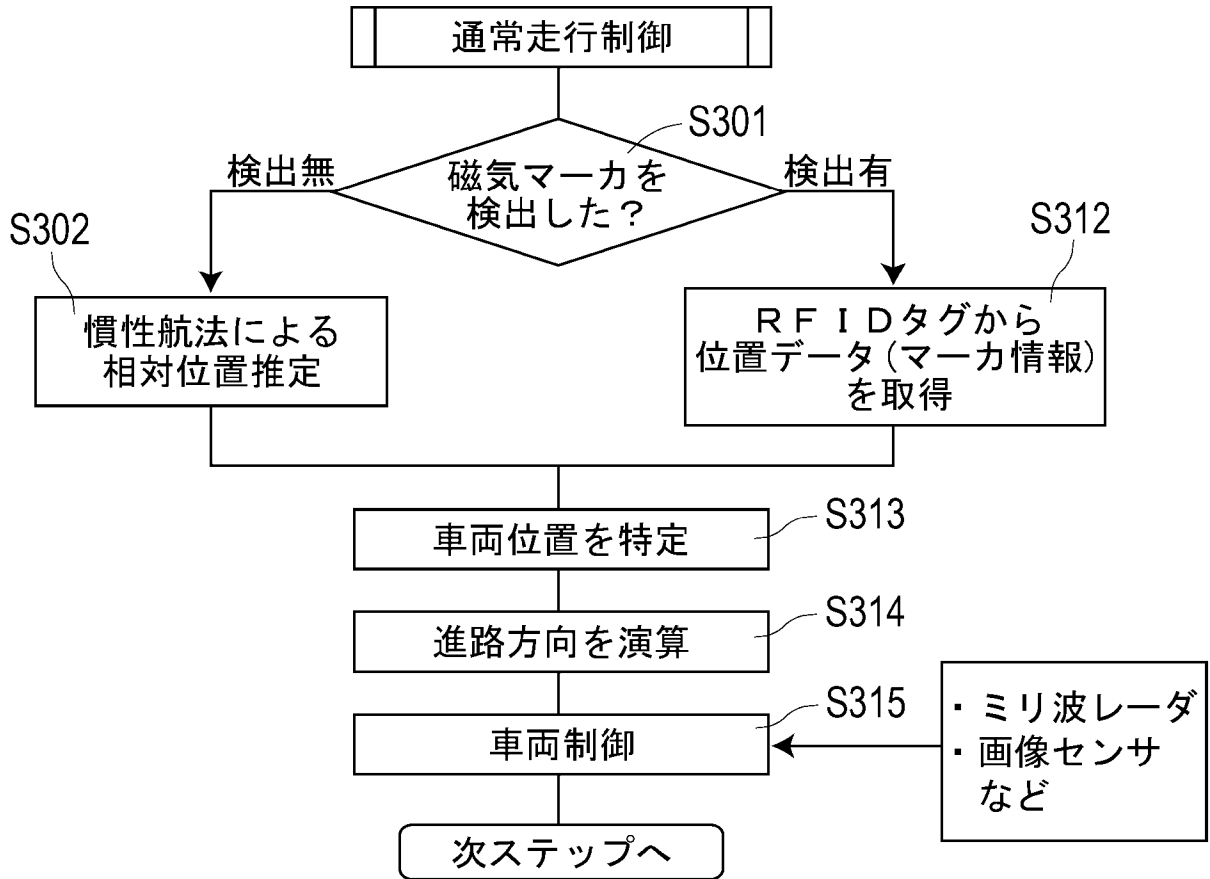 通常走行制御
S301
磁気マーカを
検出した？
検出無
検出有
S302
慣性航法による
相対位置推定
S312
ＲＦＩＤタグから
位置データ(マーカ情報)
を取得
S313
車両位置を特定
S314
進路方向を演算
S315
車両制御
・ミリ波レーダ
・画像センサ
など
次ステップへ